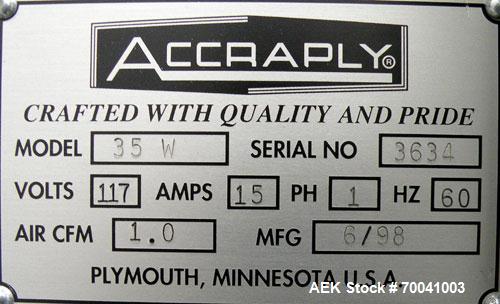 ACCRAPLY®
CRAFTED WITH QUALITY AND PRIDE
MODEL 35 W SERIAL NO 3634
VOLTS 117 AMPS 15 PH 1 HZ 60
AIR CFM 1.0 MFG 6/98
PLYMOUTH, MINNESOTA U.S.A.
AEK Stock# 70041003